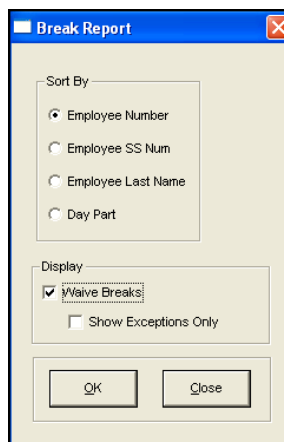 Break Report
Sort By
Employee Number
Employee SS Num
Employee Last Name
Day Part
Display
Waive Breaks
Show Exceptions Only
OK
Close